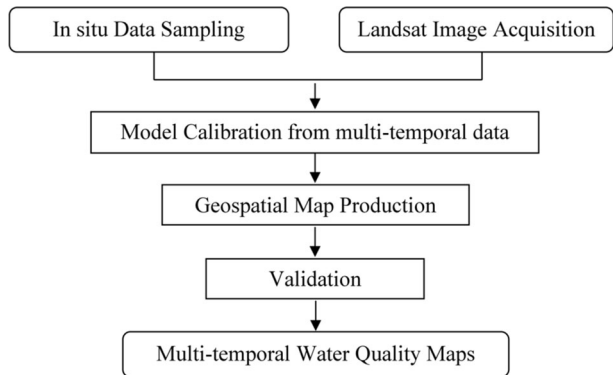 In situ Data Sampling
Landsat Image Acquisition
Model Calibration from multi-temporal data
Geospatial Map Production
Validation
Multi-temporal Water Quality Maps